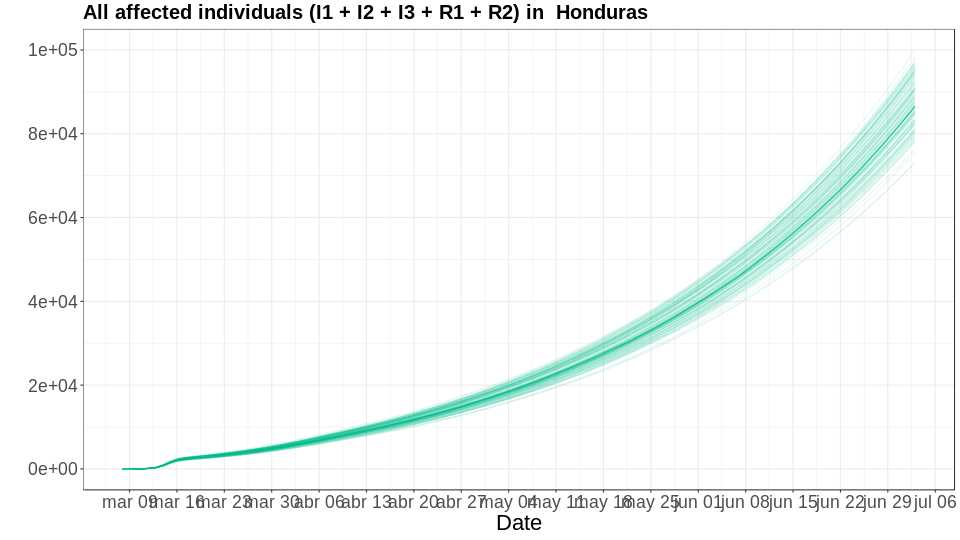 All affected individuals (I1 + I2 + I3 + R1 + R2) in  Honduras
1e+05
8e+04
6e+04
4e+04
2e+04
0e+00
mar 09 mar 16 mar 23 mar 30 abr 06 abr 13 abr 20 abr 27 may 04 may 11 may 18 may 25 jun 01 jun 08 jun 15 jun 22 jun 29 jul 06
Date